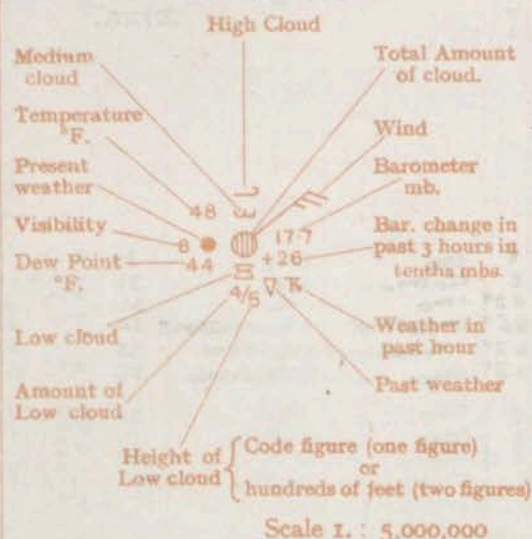 High Cloud
Medium
cloud
Total Amount
of cloud.
Temperature
°F.
Wind
Present
weather
Barometer
mb.
48
Visibility
8
17·7
Bar. change in
past 3 hours in
tenths mbs.
Dew Point
°F.
44
+26
4/5
Low cloud
Weather in
past hour
Amount of
Low cloud
Past weather
Height of
Low cloud
Code figure (one figure)
or
hundreds of feet (two figures)
Scale 1. : 5,000,000